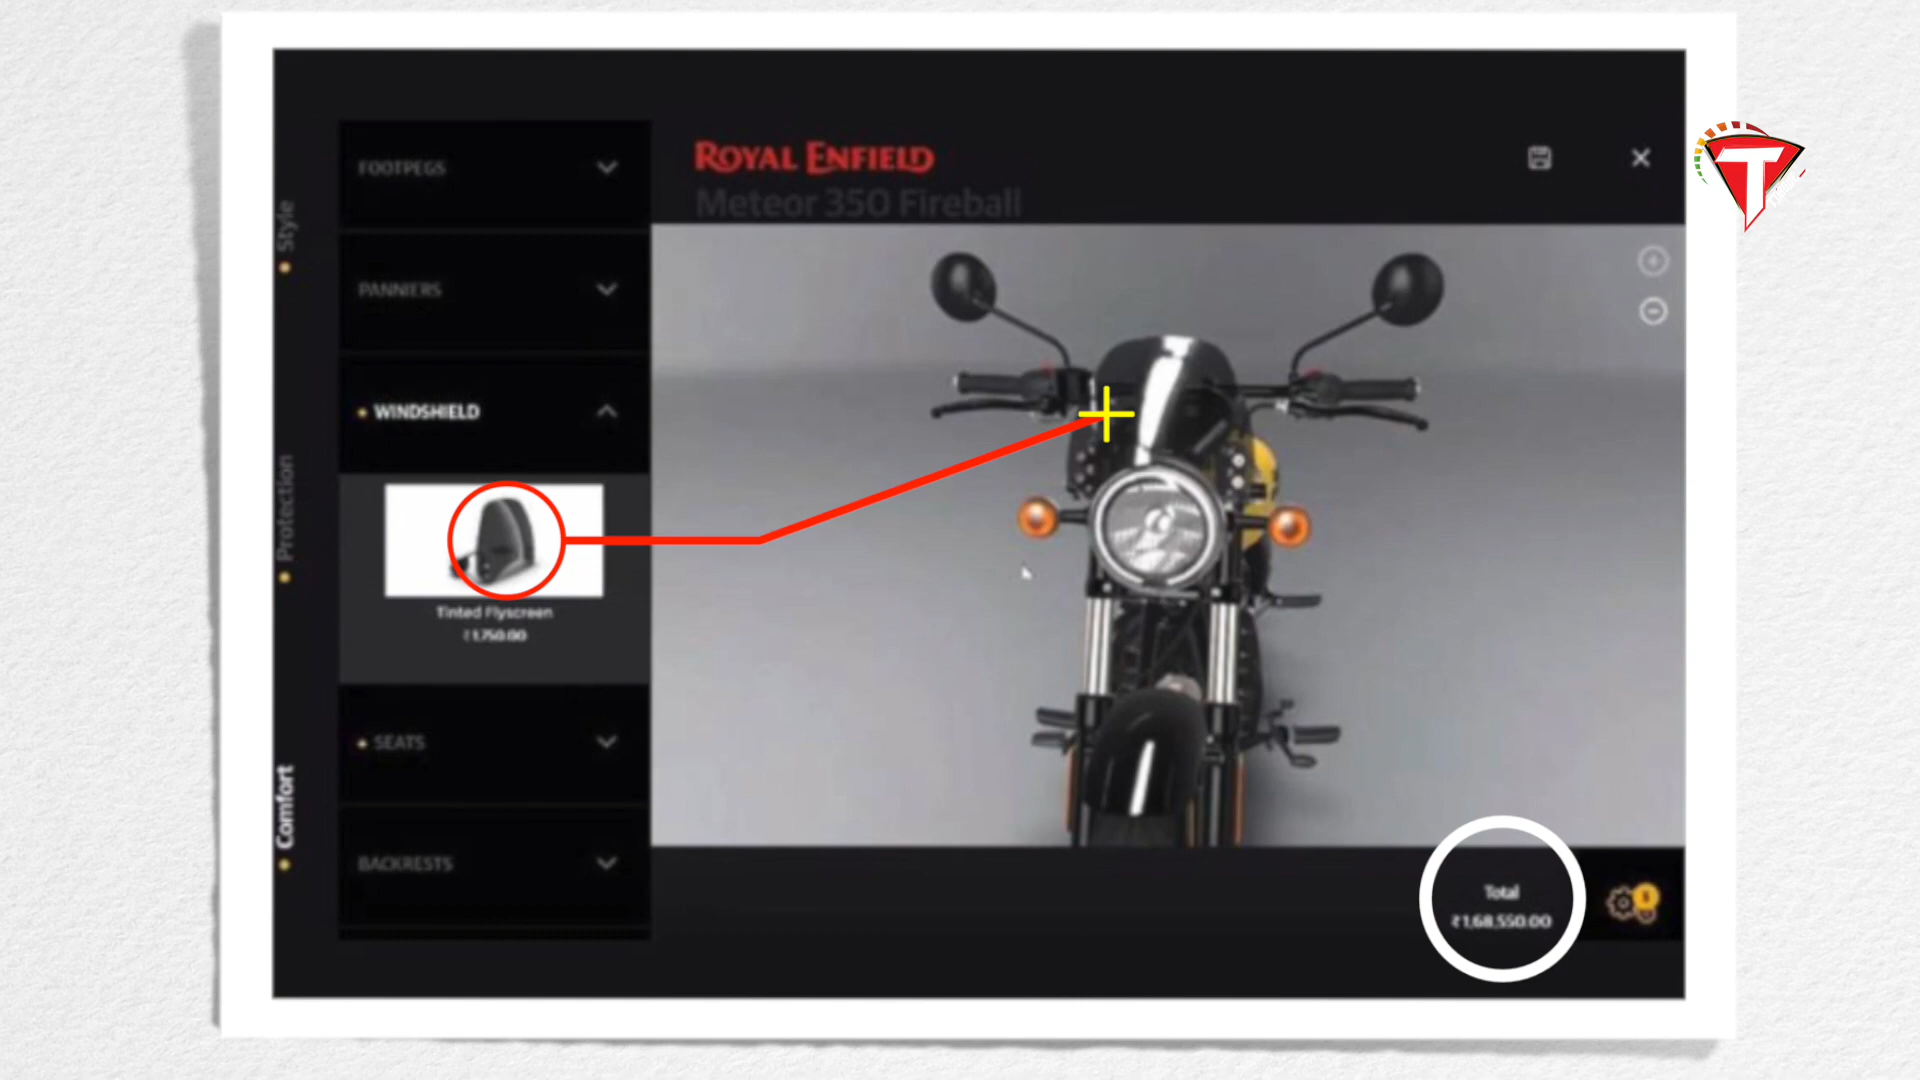 ROYAL ENFIELD
Meteor 350 Fireball
Style
Protection
Comfort
FOOTPEGS
PANNIERS
WINDSHIELD
Tinted Flyscreen
₹1,750.00
SEATS
BACKRESTS
Total
₹1,68,550.00
T